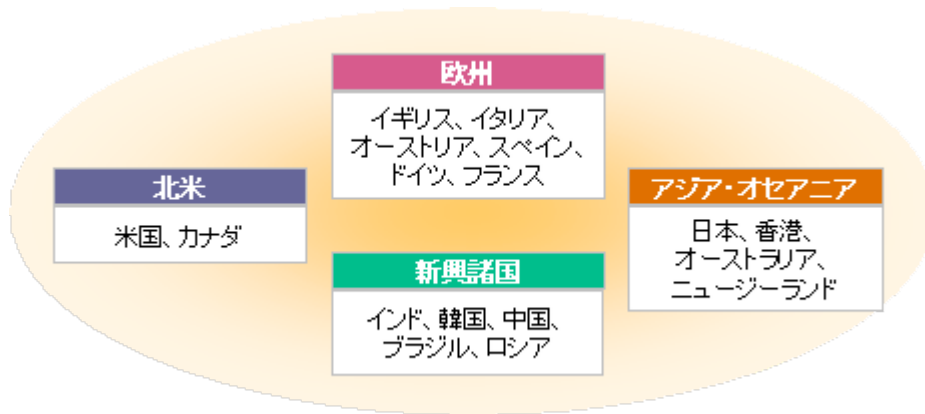 欧州
イギリス、イタリア、
オーストリア、スペイン、
ドイツ、フランス
北米
米国、カナダ
アジア・オセアニア
日本、香港、
オーストラリア、
ニュージーランド
新興諸国
インド、韓国、中国、
ブラジル、ロシア